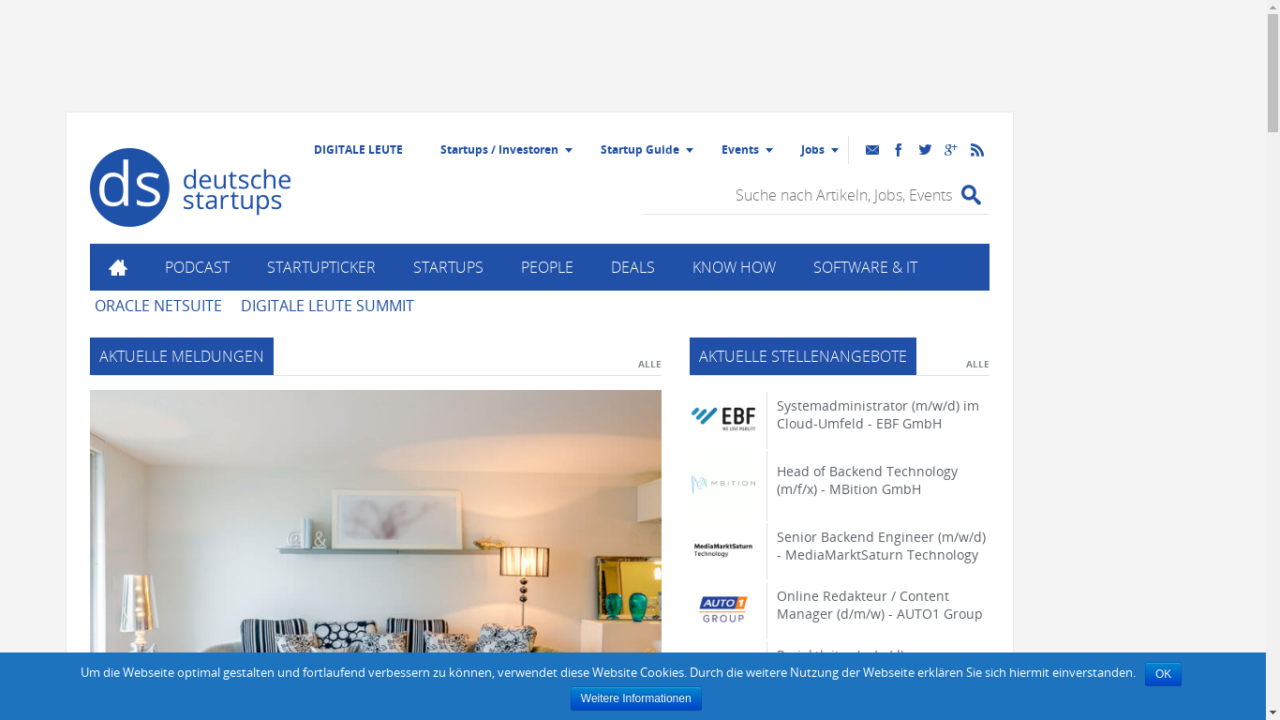 DIGITALE LEUTE Startups / Investoren Startup Guide Events Jobs
ds deutsche startups
Suche nach Artikeln, Jobs, Events
PODCAST STARTUPTICKER STARTUPS PEOPLE DEALS KNOW HOW SOFTWARE & IT
ORACLE NETSUITE DIGITALE LEUTE SUMMIT
AKTUELLE MELDUNGEN
ALLE
AKTUELLE STELLENANGEBOTE
ALLE
EBF
WE LOVE MOBILITY
Systemadministrator (m/w/d) im
Cloud-Umfeld - EBF GmbH
MBITION
Head of Backend Technology
(m/f/x) - MBition GmbH
MediaMarktSaturn
Technology
Senior Backend Engineer (m/w/d)
- MediaMarktSaturn Technology
AUTO1
GROUP
Online Redakteur / Content
Manager (d/m/w) - AUTO1 Group
Um die Webseite optimal gestalten und fortlaufend verbessern zu können, verwendet diese Website Cookies. Durch die weitere Nutzung der Webseite erklären Sie sich hiermit einverstanden. OK
Weitere Informationen